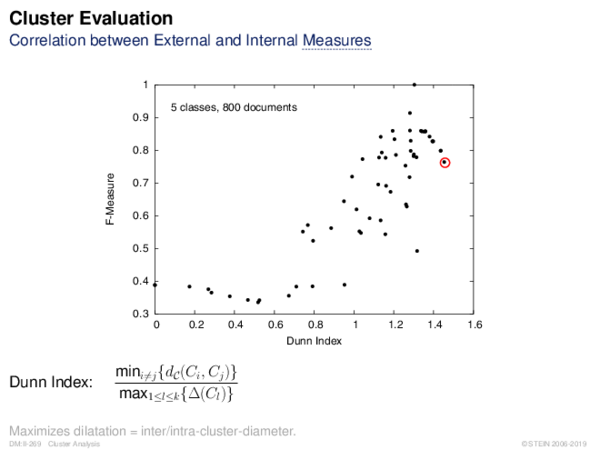 Cluster Evaluation
Correlation between External and Internal Measures
5 classes, 800 documents
F-Measure
1
0.9
0.8
0.7
0.6
0.5
0.4
0.3
0 0.2 0.4 0.6 0.8 1 1.2 1.4 1.6
Dunn Index
Dunn Index: min_{i≠j}{d_𝒞(C_i, C_j)}
max_{1≤l≤k}{Δ(C_l)}
Maximizes dilatation = inter/intra-cluster-diameter.
DM:II-269 Cluster Analysis ©STEIN 2006-2019